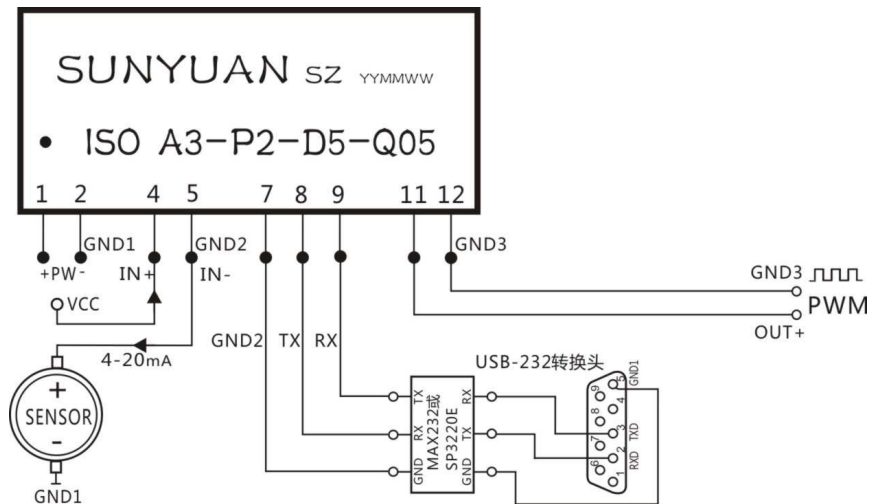 SUNYUAN SZ YYMMWW
• ISO A3-P2-D5-Q05
1 2 4 5 7 8 9 11 12
GND1 GND2 GND3
+PW- IN+ IN-
VCC
4-20mA
GND2 TX RX
GND3
PWM
OUT+
USB-232转换头
+
SENSOR
-
GND1
TX RX GND
MAX232或
SP3220E
RX TX GND
9 8 7 6
5 4 3 2 1
GND1
TXD
RXD